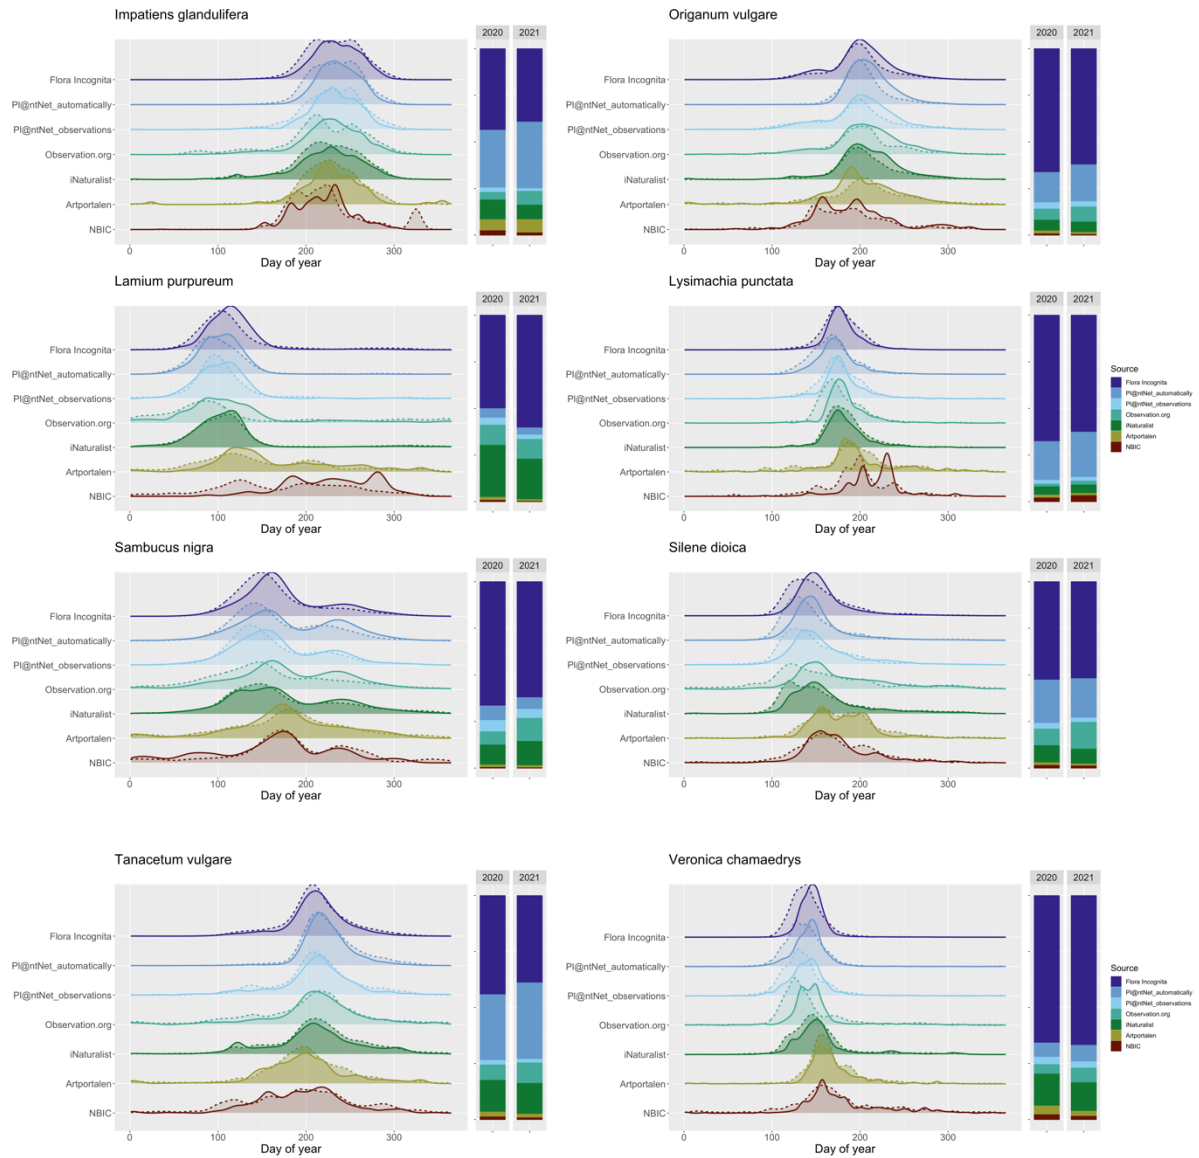 Impatiens glandulifera
2020 2021
Flora Incognita
Pl@ntNet_automatically
Pl@ntNet_observations
Observation.org
iNaturalist
Artportalen
NBIC
0 100 200 300
Day of year
Origanum vulgare
2020 2021
Flora Incognita
Pl@ntNet_automatically
Pl@ntNet_observations
Observation.org
iNaturalist
Artportalen
NBIC
0 100 200 300
Day of year
Lamium purpureum
2020 2021
Flora Incognita
Pl@ntNet_automatically
Pl@ntNet_observations
Observation.org
iNaturalist
Artportalen
NBIC
0 100 200 300
Day of year
Lysimachia punctata
2020 2021
Flora Incognita
Pl@ntNet_automatically
Pl@ntNet_observations
Observation.org
iNaturalist
Artportalen
NBIC
0 100 200 300
Day of year
Source
Flora Incognita
Pl@ntNet_automatically
Pl@ntNet_observations
Observation.org
iNaturalist
Artportalen
NBIC
Sambucus nigra
2020 2021
Flora Incognita
Pl@ntNet_automatically
Pl@ntNet_observations
Observation.org
iNaturalist
Artportalen
NBIC
0 100 200 300
Day of year
Silene dioica
2020 2021
Flora Incognita
Pl@ntNet_automatically
Pl@ntNet_observations
Observation.org
iNaturalist
Artportalen
NBIC
0 100 200 300
Day of year
Tanacetum vulgare
2020 2021
Flora Incognita
Pl@ntNet_automatically
Pl@ntNet_observations
Observation.org
iNaturalist
Artportalen
NBIC
0 100 200 300
Day of year
Veronica chamaedrys
2020 2021
Flora Incognita
Pl@ntNet_automatically
Pl@ntNet_observations
Observation.org
iNaturalist
Artportalen
NBIC
0 100 200 300
Day of year
Source
Flora Incognita
Pl@ntNet_automatically
Pl@ntNet_observations
Observation.org
iNaturalist
Artportalen
NBIC